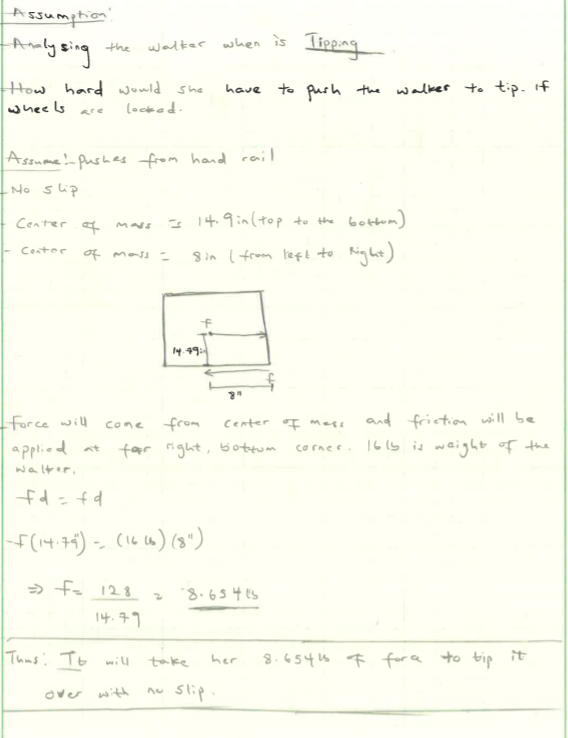 Assumption:
- Analysing the walker when is Tipping
- How hard would she have to push the walker to tip. if
wheels are locked.
Assume:- pushes from hand rail
- No slip
- Center of mass = 14.9in (top to the bottom)
- Center of mass = 8in (from left to Right)
f
14.79in
f
8"
- Force will come from center of mass and friction will be
applied at far right, bottom corner. 16lb is weight of the
walker.
fd = fd
f(14.79") = (16 lb)(8")
⇒ f = 128/14.79 = 8.654 lb
Thus: It will take her 8.654 lb of force to tip it
over with no slip.